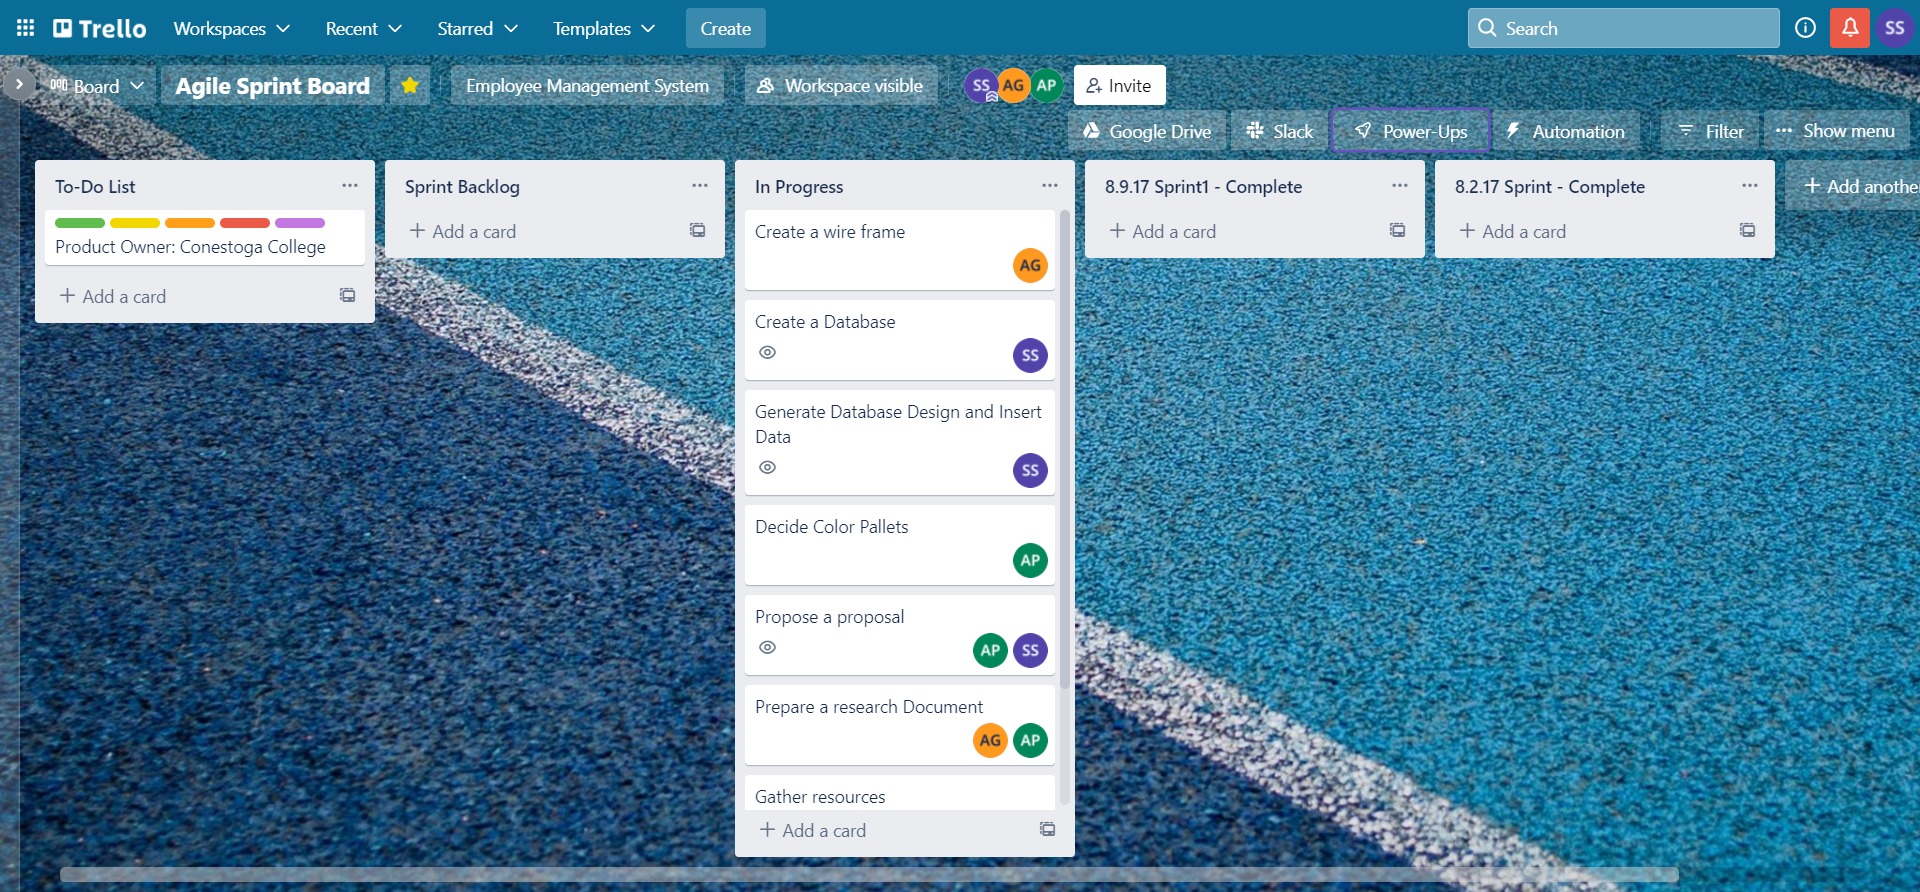 Trello
Workspaces
Recent
Starred
Templates
Create
Search
SS
Board
Agile Sprint Board
Employee Management System
Workspace visible
SS
AG
AP
Invite
Google Drive
Slack
Power-Ups
Automation
Filter
Show menu
To-Do List
Product Owner: Conestoga College
Add a card
Sprint Backlog
Add a card
In Progress
Create a wire frame
AG
Create a Database
SS
Generate Database Design and Insert
Data
SS
Decide Color Pallets
AP
Propose a proposal
AP
SS
Prepare a research Document
AG
AP
Gather resources
Add a card
8.9.17 Sprint1 - Complete
Add a card
8.2.17 Sprint - Complete
Add a card
Add another